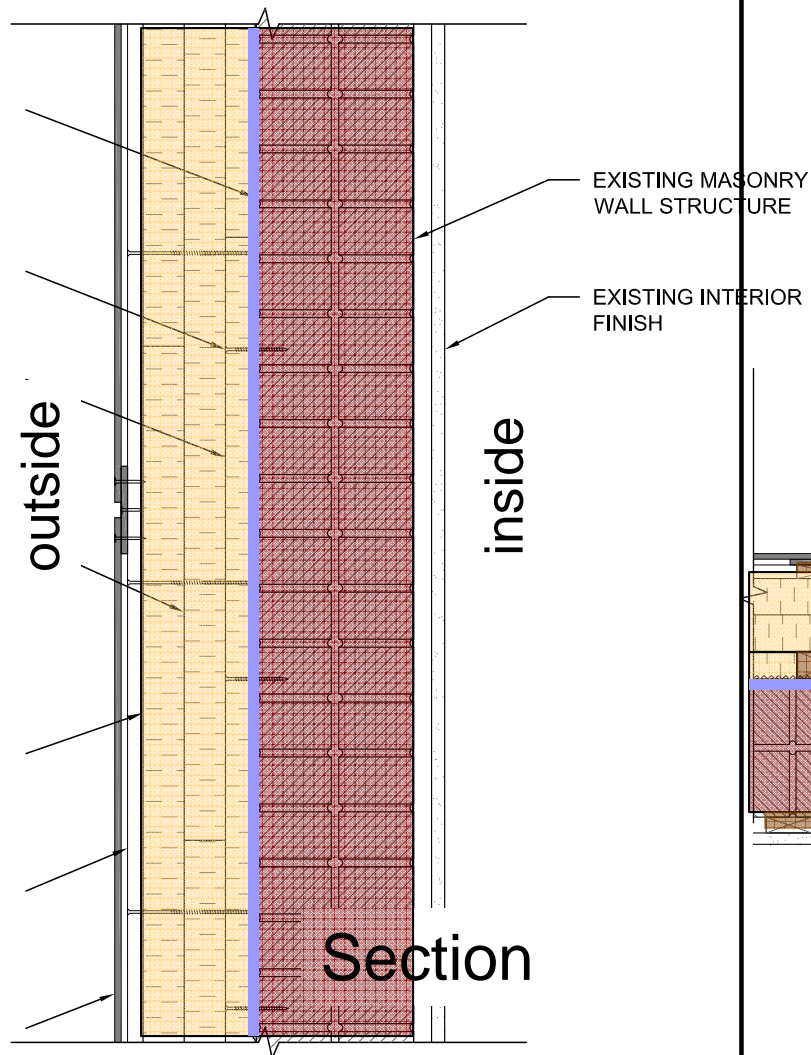 EXISTING MASONRY
WALL STRUCTURE
EXISTING INTERIOR
FINISH
outside
inside
Section